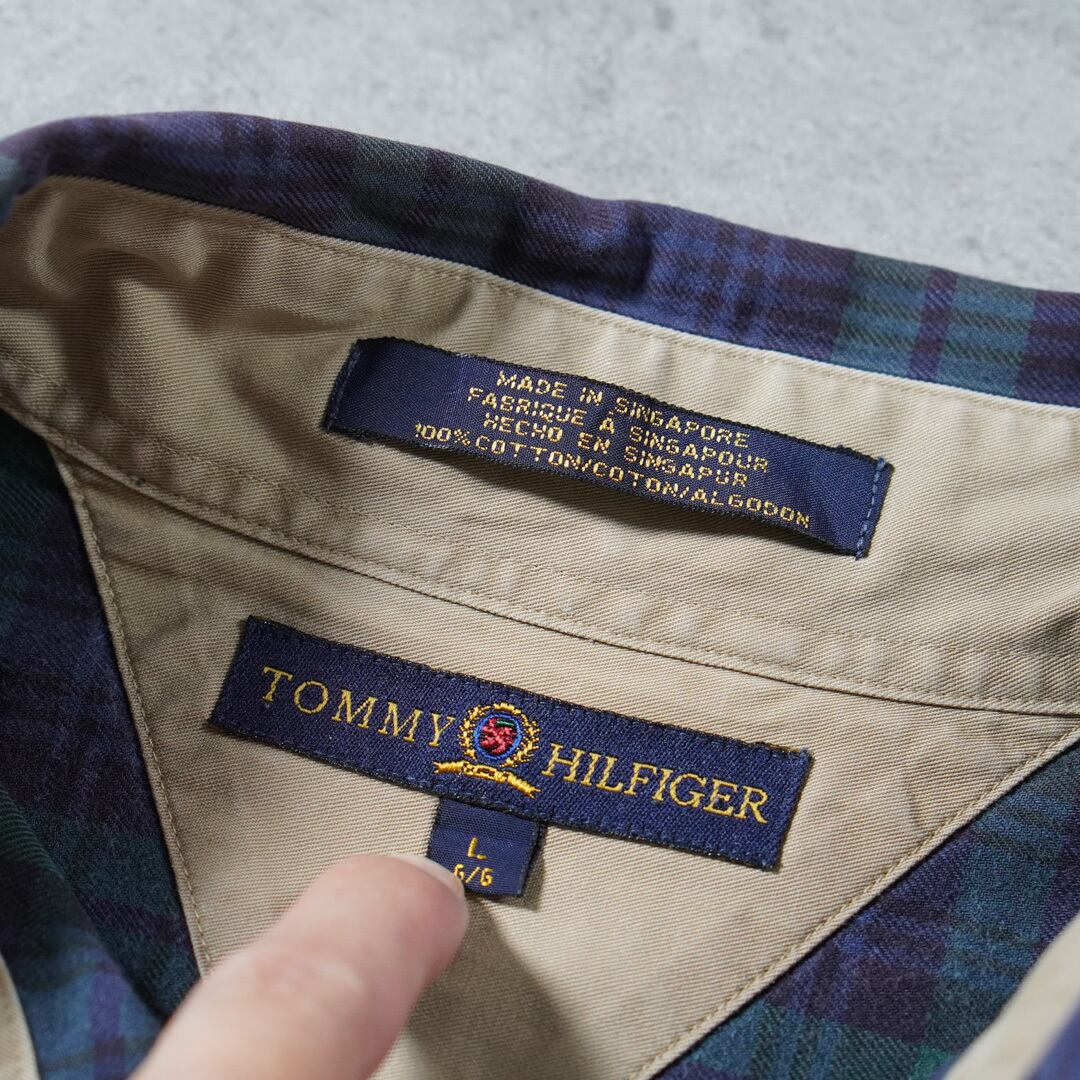 MADE IN SINGAPORE
FABRIQUE À SINGAPOUR
HECHO EN SINGAPUR
100% COTTON/COTON/ALGODON
TOMMY HILFIGER
L
G/G